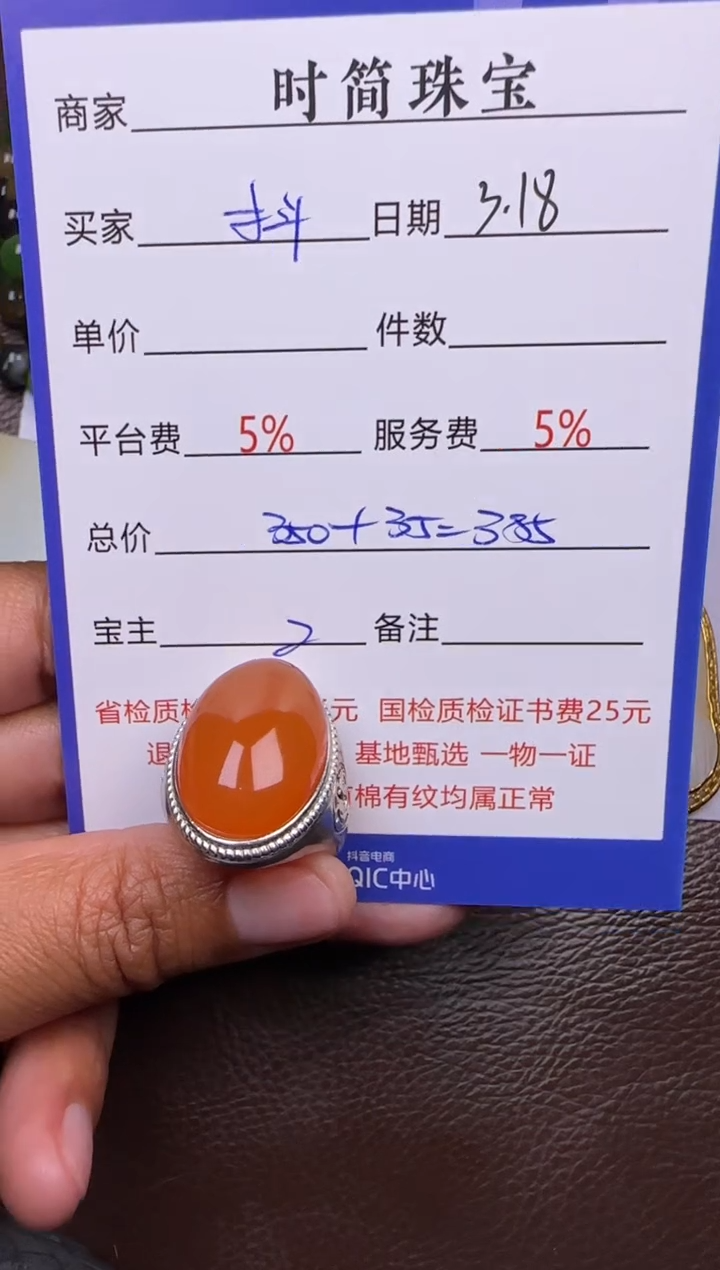 商家 时简珠宝
买家 抖 日期 3.18
单价 件数
平台费 5% 服务费 5%
总价 350+35=385
宝主 2 备注
省检质 元 国检质检证书费25元
退 基地甄选 一物一证
棉有纹均属正常
抖音电商
QIC中心